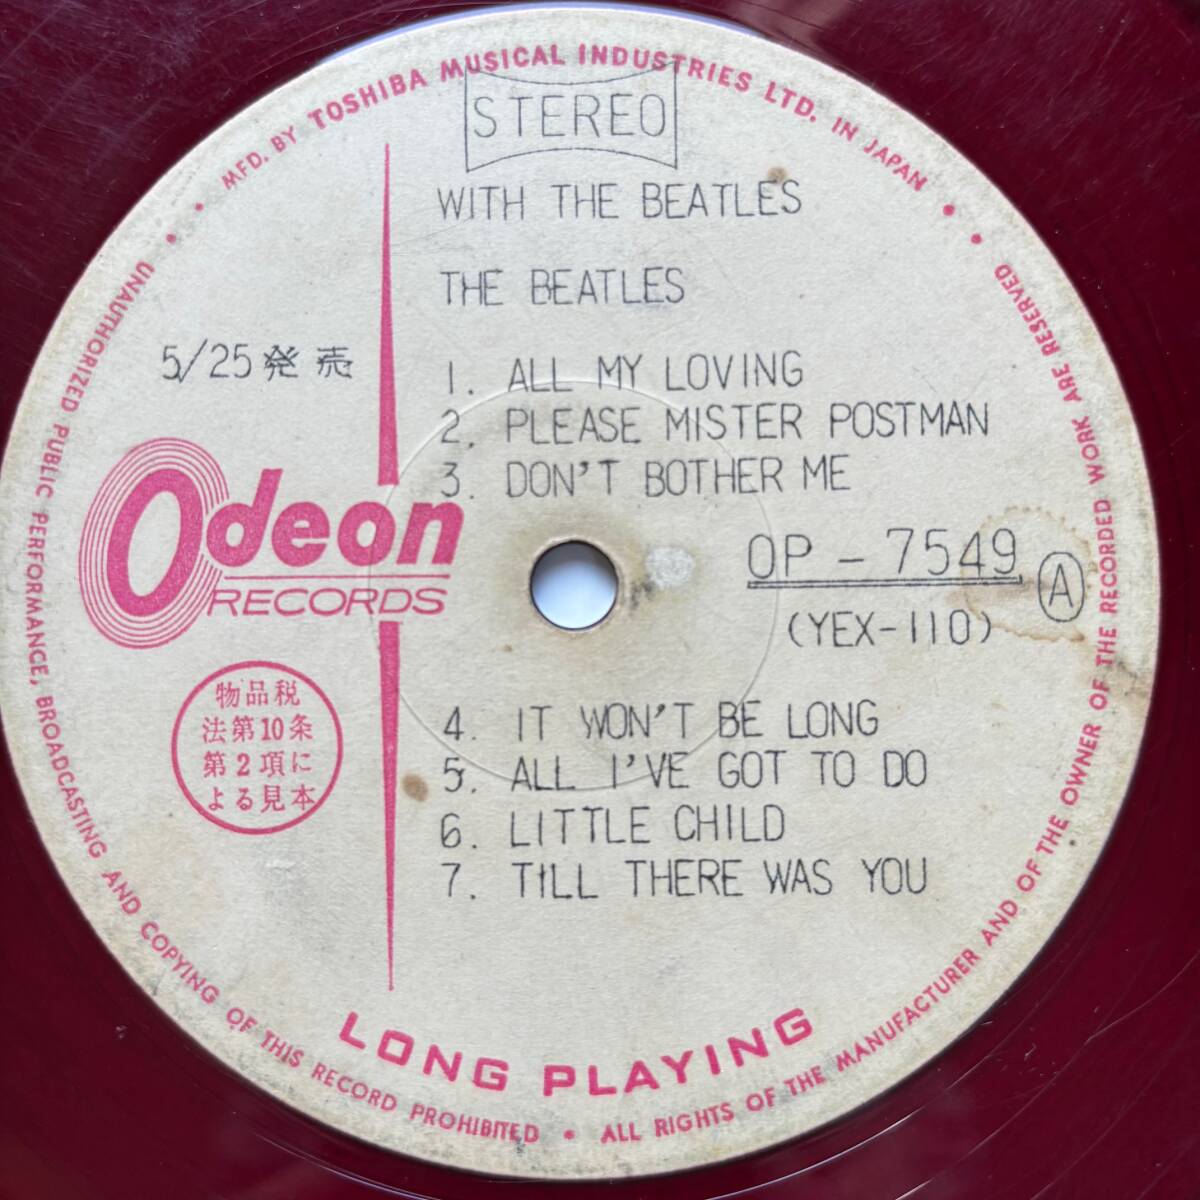 MFD. BY TOSHIBA MUSICAL INDUSTRIES LTD. IN JAPAN
STEREO
WITH THE BEATLES
THE BEATLES
5/25 発売
1. ALL MY LOVING
2. PLEASE MISTER POSTMAN
3. DON'T BOTHER ME
Odeon
RECORDS
OP-7549 Ⓐ
(YEX-110)
物品税
法第10条
第2項に
よる見本
4. IT WON'T BE LONG
5. ALL I'VE GOT TO DO
6. LITTLE CHILD
7. TILL THERE WAS YOU
LONG PLAYING
UNAUTHORIZED PUBLIC PERFORMANCE, BROADCASTING AND COPYING OF THIS RECORD PROHIBITED • ALL RIGHTS OF THE MANUFACTURER AND OF THE OWNER OF THE RECORDED WORK ARE RESERVED